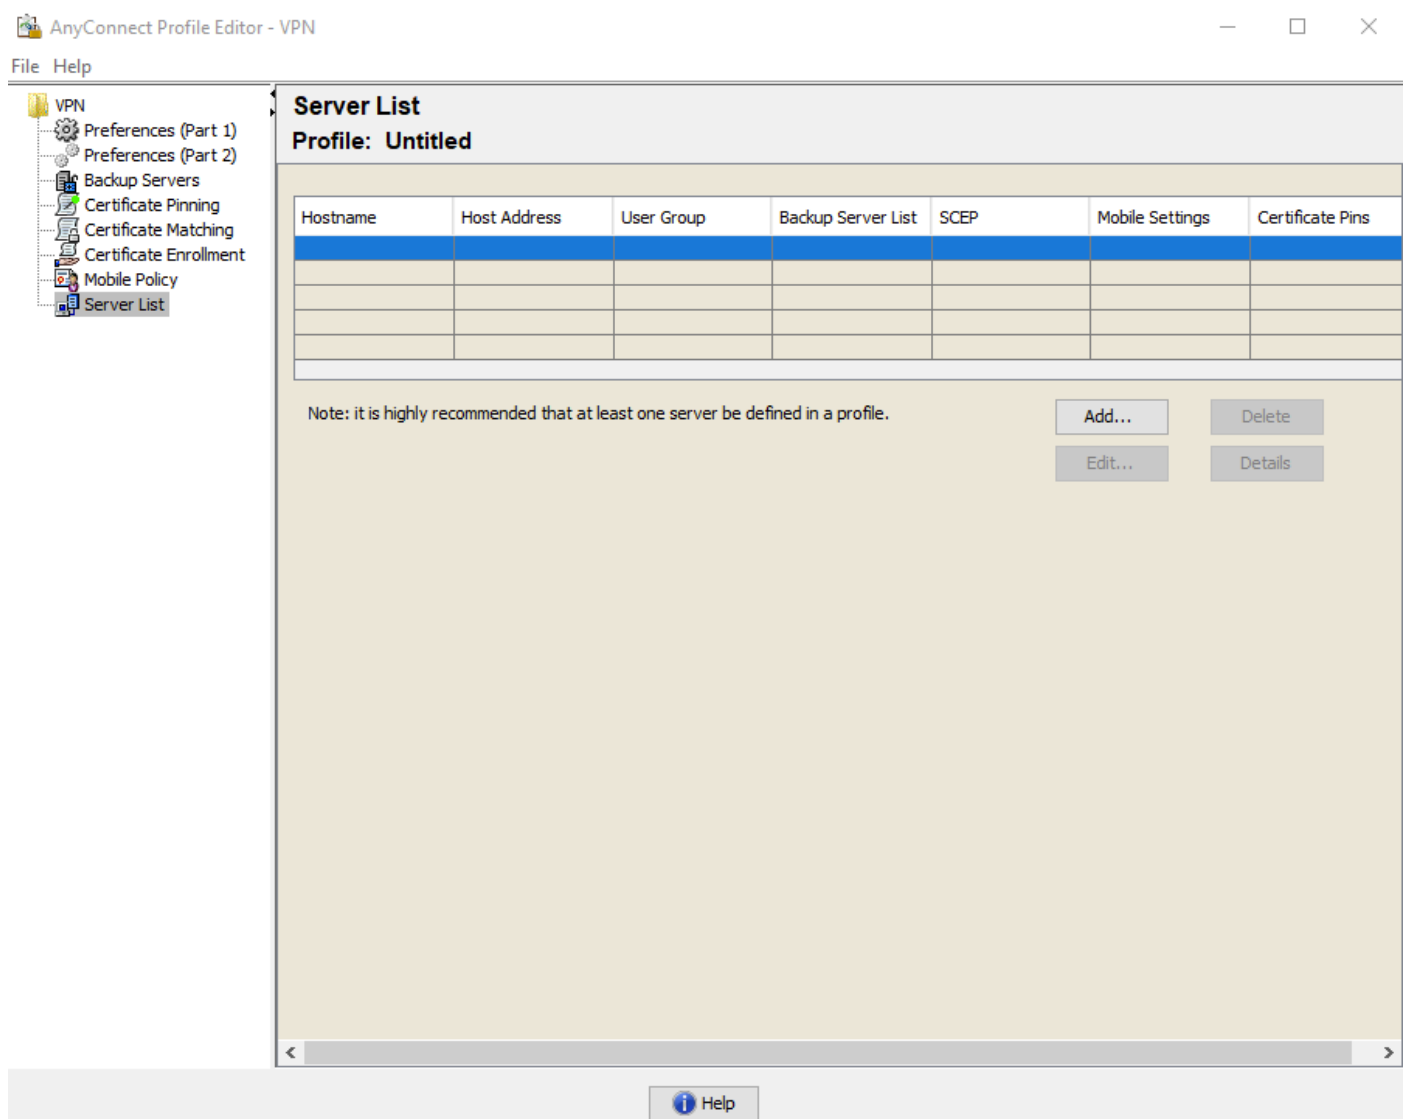 AnyConnect Profile Editor - VPN
File Help
VPN
Preferences (Part 1)
Preferences (Part 2)
Backup Servers
Certificate Pinning
Certificate Matching
Certificate Enrollment
Mobile Policy
Server List
Server List
Profile: Untitled
Hostname Host Address User Group Backup Server List SCEP Mobile Settings Certificate Pins
Note: it is highly recommended that at least one server be defined in a profile.
Add... Delete
Edit... Details
Help